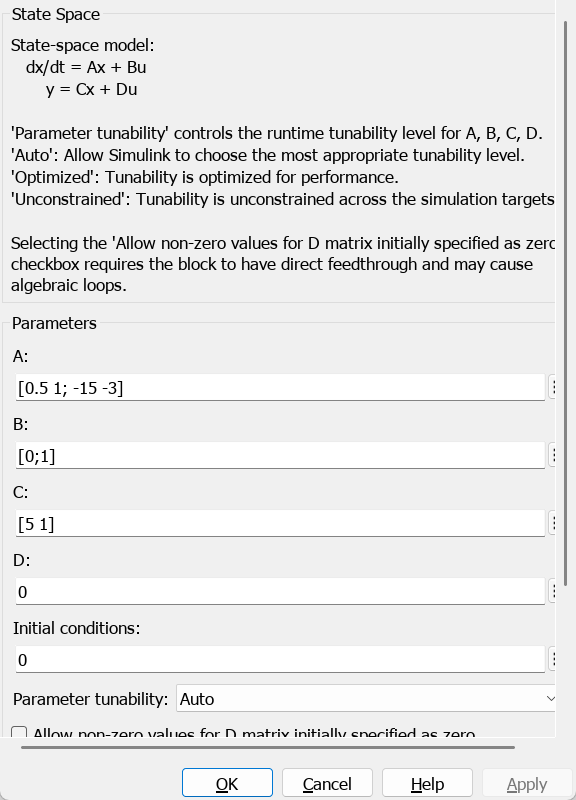 State Space
State-space model:
dx/dt = Ax + Bu
y = Cx + Du
'Parameter tunability' controls the runtime tunability level for A, B, C, D.
'Auto': Allow Simulink to choose the most appropriate tunability level.
'Optimized': Tunability is optimized for performance.
'Unconstrained': Tunability is unconstrained across the simulation targets
Selecting the 'Allow non-zero values for D matrix initially specified as zero
checkbox requires the block to have direct feedthrough and may cause
algebraic loops.
Parameters
A:
[0.5 1; -15 -3]
B:
[0;1]
C:
[5 1]
D:
0
Initial conditions:
0
Parameter tunability: Auto
Allow non-zero values for D matrix initially specified as zero
OK Cancel Help Apply